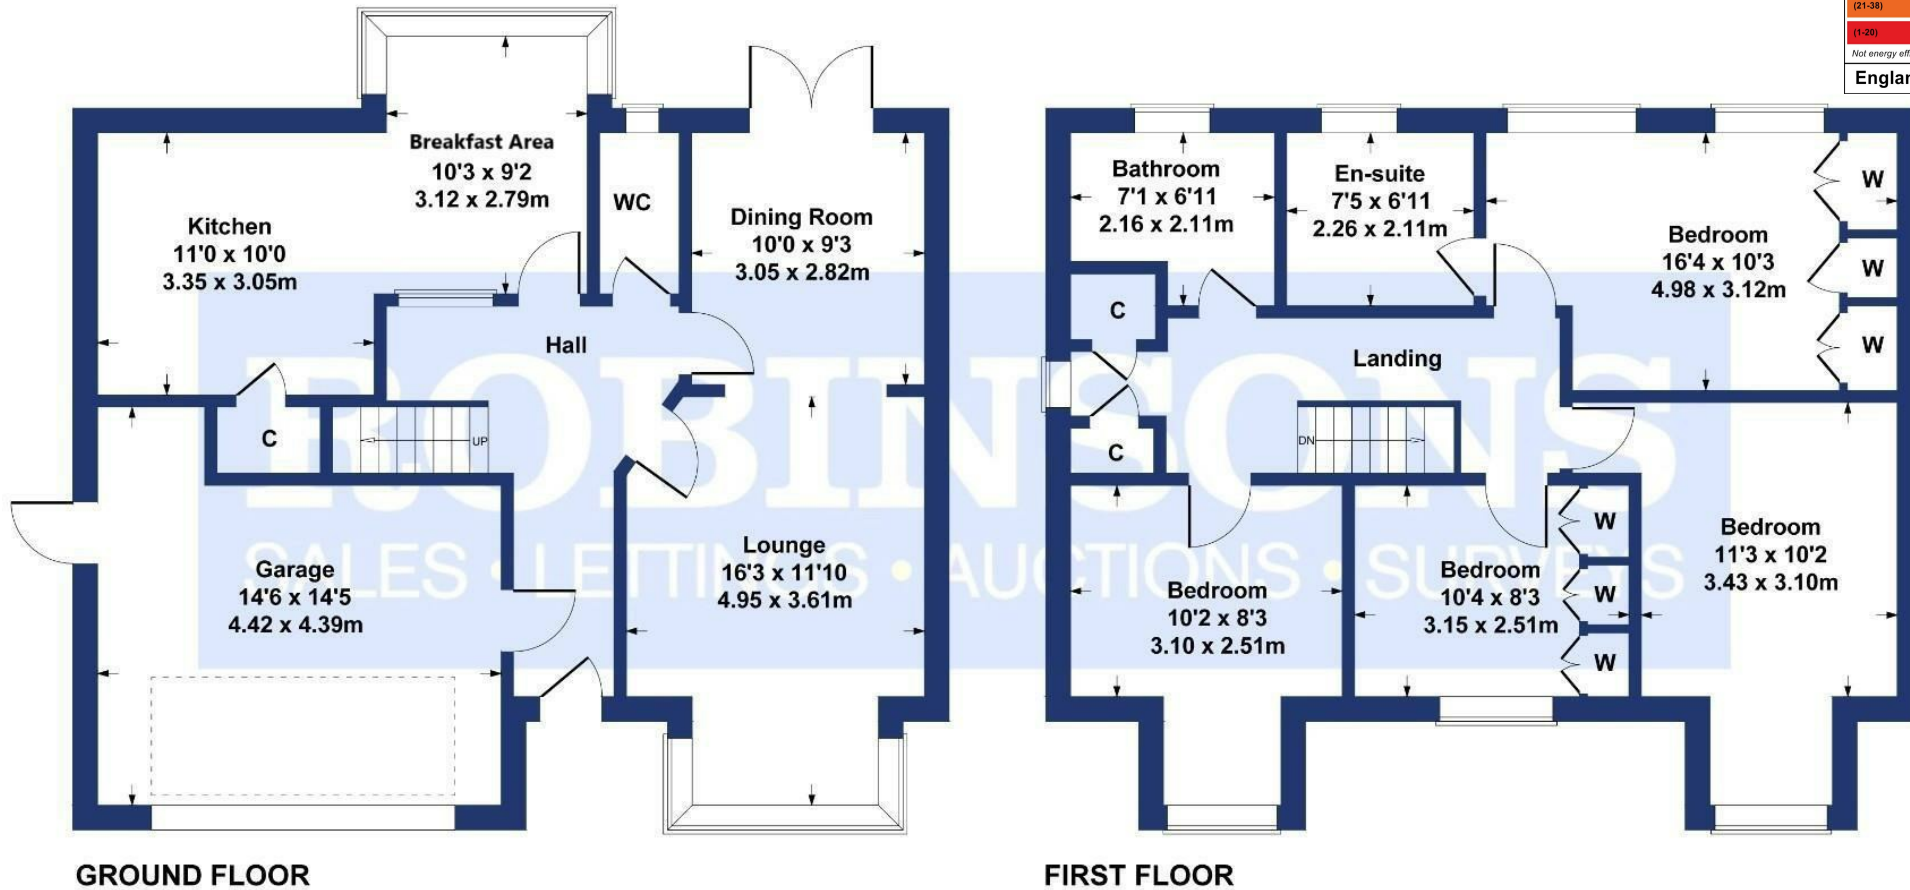 (21-38)
(1-20)
Not energy eff
Englan
Breakfast Area
10'3 x 9'2
3.12 x 2.79m
Kitchen
11'0 x 10'0
3.35 x 3.05m
WC
Dining Room
10'0 x 9'3
3.05 x 2.82m
Hall
C
UP
Garage
14'6 x 14'5
4.42 x 4.39m
Lounge
16'3 x 11'10
4.95 x 3.61m
GROUND FLOOR
Bathroom
7'1 x 6'11
2.16 x 2.11m
En-suite
7'5 x 6'11
2.26 x 2.11m
Bedroom
16'4 x 10'3
4.98 x 3.12m
W
W
W
C
Landing
C
DN
Bedroom
10'2 x 8'3
3.10 x 2.51m
Bedroom
10'4 x 8'3
3.15 x 2.51m
W
W
W
Bedroom
11'3 x 10'2
3.43 x 3.10m
FIRST FLOOR
ROBINSONS
SALES • LETTINGS • AUCTIONS • SURVEYS